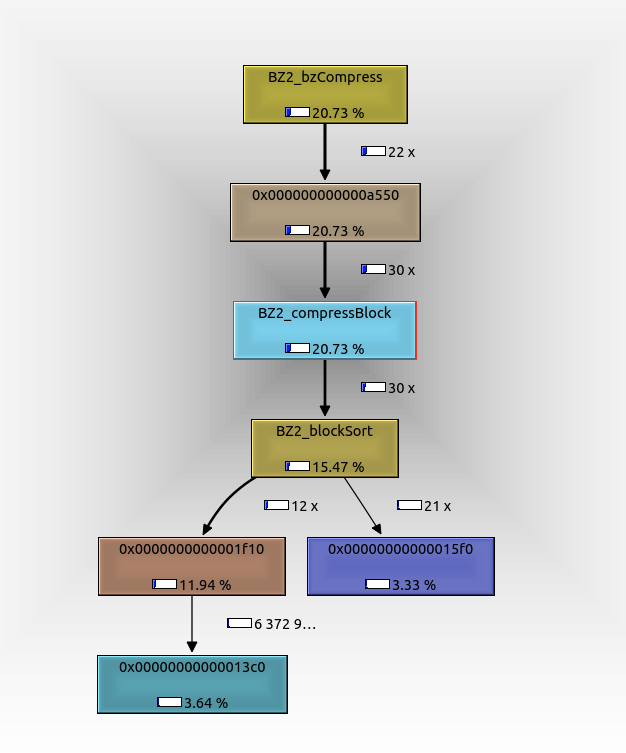 BZ2_bzCompress
20.73 %
22 x
0x000000000000a550
20.73 %
30 x
BZ2_compressBlock
20.73 %
30 x
BZ2_blockSort
15.47 %
12 x
21 x
0x0000000000001f10
11.94 %
0x00000000000015f0
3.33 %
6 372 9…
0x00000000000013c0
3.64 %